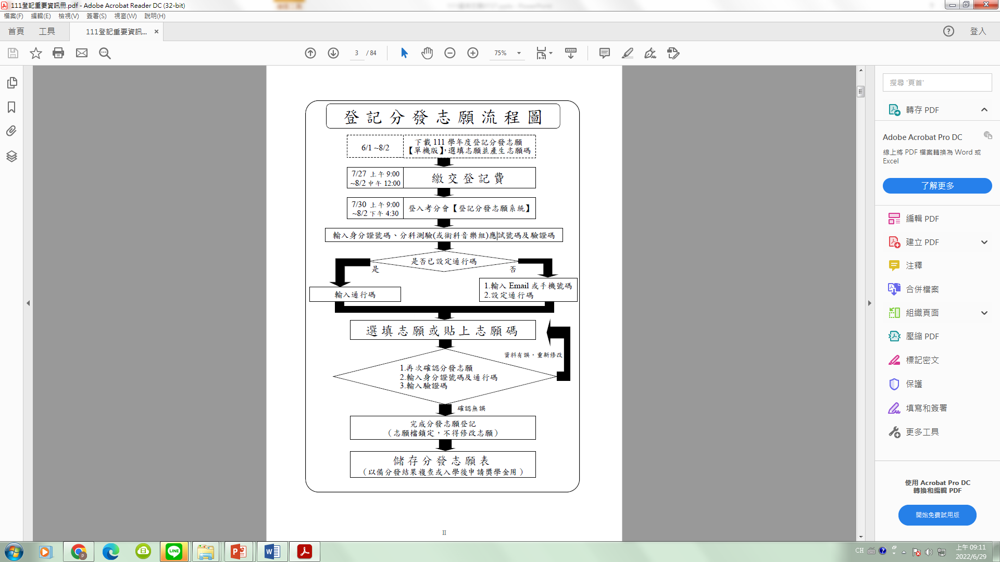 111登記重要資訊冊.pdf - Adobe Acrobat Reader DC (32-bit)
檔案(F) 編輯(E) 檢視(V) 簽署(S) 視窗(W) 說明(H)
首頁 工具 111登記重要資訊... × 登入
3 / 84 75%
登記分發志願流程圖
6/1 ~8/2
下載 111 學年度登記分發志願
【單機版】,選填志願並產生志願碼
7/27 上午 9:00
~8/2 中午 12:00
繳交登記費
7/30 上午 9:00
~8/2 下午 4:30
登入考分會【登記分發志願系統】
輸入身分證號碼、分科測驗(或術科音樂組)應試號碼及驗證碼
是否已設定通行碼
是
否
輸入通行碼
1.輸入 Email 或手機號碼
2.設定通行碼
選填志願或貼上志願碼
資料有誤，重新修改
1.再次確認分發志願
2.輸入身分證號碼及通行碼
3.輸入驗證碼
確認無誤
完成分發志願登記
（志願檔鎖定，不得修改志願）
儲存分發志願表
（以備分發結果複查或入學後申請獎學金用）
II
搜尋 '頁首'
轉存 PDF
Adobe Acrobat Pro DC
線上將 PDF 檔案轉換為 Word 或
Excel
了解更多
編輯 PDF
建立 PDF
注釋
合併檔案
組織頁面
壓縮 PDF
標記密文
保護
填寫和簽署
更多工具
使用 Acrobat Pro DC
轉換和編輯 PDF
開始免費試用版
LINE
CH
上午 09:11
2022/6/29